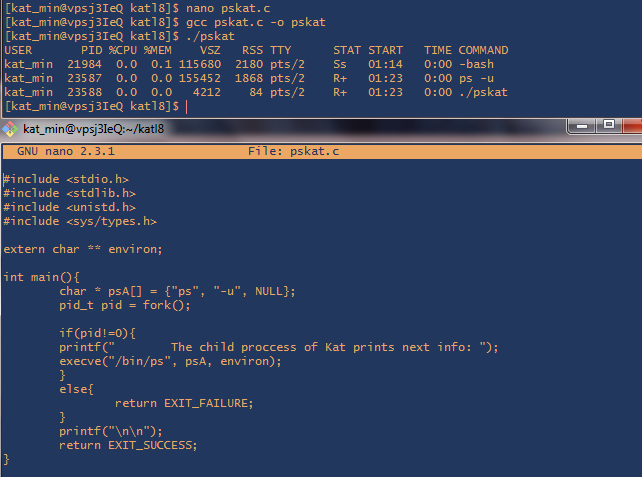 [kat_min@vpsj3IeQ katl8]$ nano pskat.c
[kat_min@vpsj3IeQ katl8]$ gcc pskat.c -o pskat
[kat_min@vpsj3IeQ katl8]$ ./pskat
USER       PID %CPU %MEM    VSZ   RSS TTY      STAT START   TIME COMMAND
kat_min  21984  0.0  0.1 115680  2180 pts/2    Ss   01:14   0:00 -bash
kat_min  23587  0.0  0.0 155452  1868 pts/2    R+   01:23   0:00 ps -u
kat_min  23588  0.0  0.0   4212    84 pts/2    R+   01:23   0:00 ./pskat
[kat_min@vpsj3IeQ katl8]$
kat_min@vpsj3IeQ:~/katl8
GNU nano 2.3.1                   File: pskat.c
#include <stdio.h>
#include <stdlib.h>
#include <unistd.h>
#include <sys/types.h>
extern char ** environ;
int main(){
        char * psA[] = {"ps", "-u", NULL};
        pid_t pid = fork();
        if(pid!=0){
        printf("        The child proccess of Kat prints next info: ");
        execve("/bin/ps", psA, environ);
        }
        else{
                return EXIT_FAILURE;
        }
        printf("\n\n");
        return EXIT_SUCCESS;
}